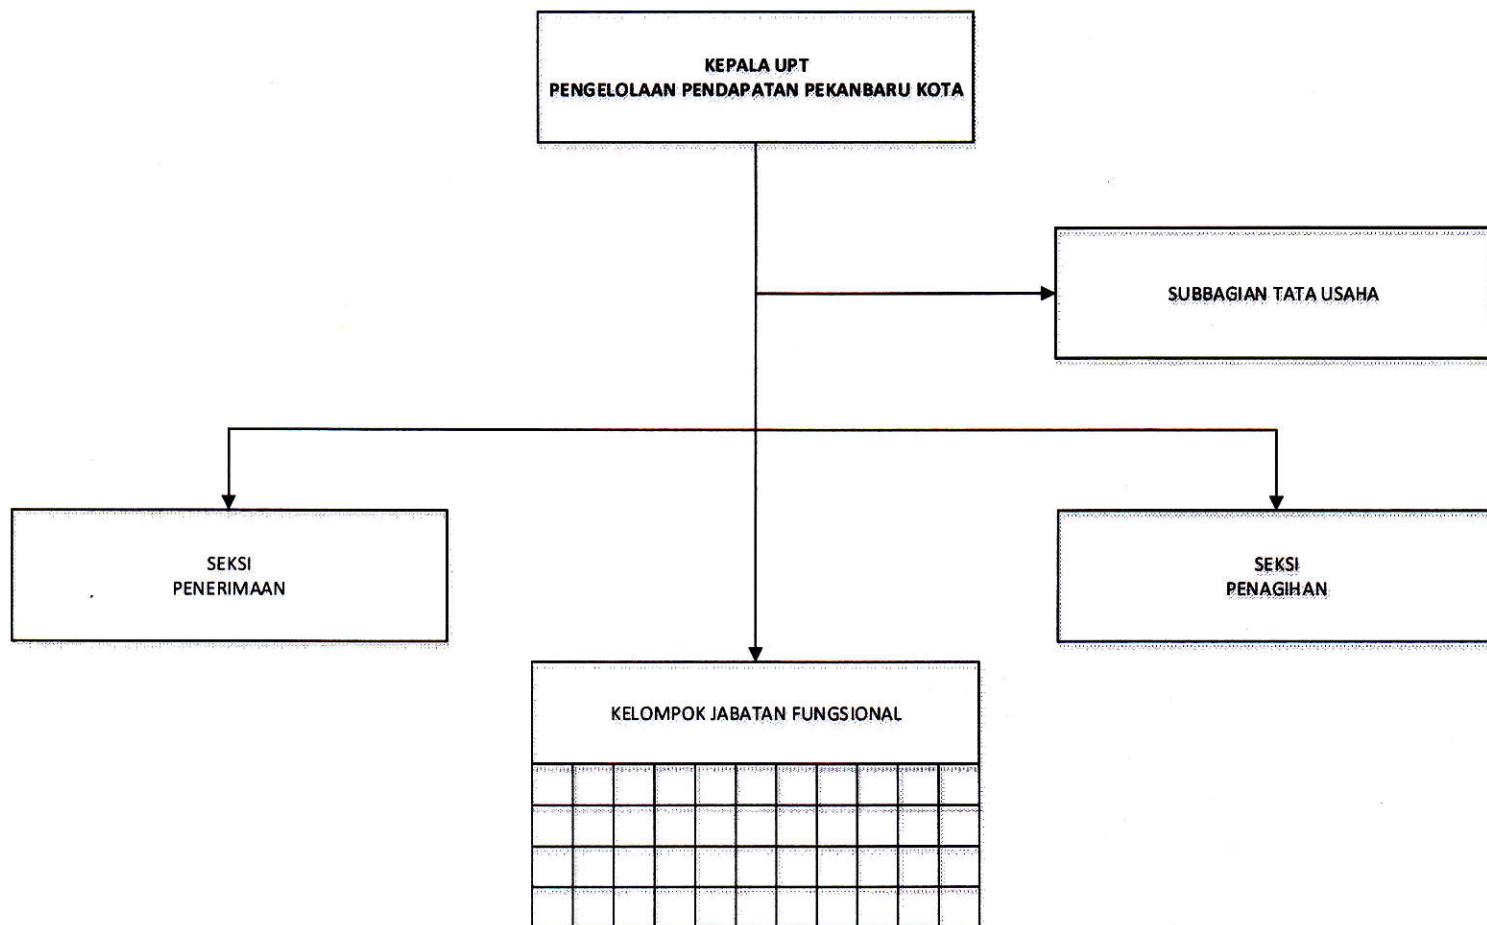 KEPALA UPT
PENGELOLAAN PENDAPATAN PEKANBARU KOTA
SUBBAGIAN TATA USAHA
SEKSI
PENERIMAAN
SEKSI
PENAGIHAN
KELOMPOK JABATAN FUNGSIONAL